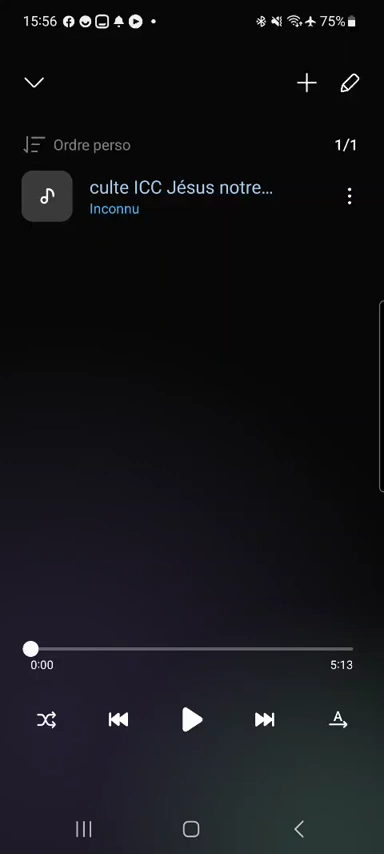 15:56
75%
Ordre perso
1/1
culte ICC Jésus notre...
Inconnu
0:00
5:13
A